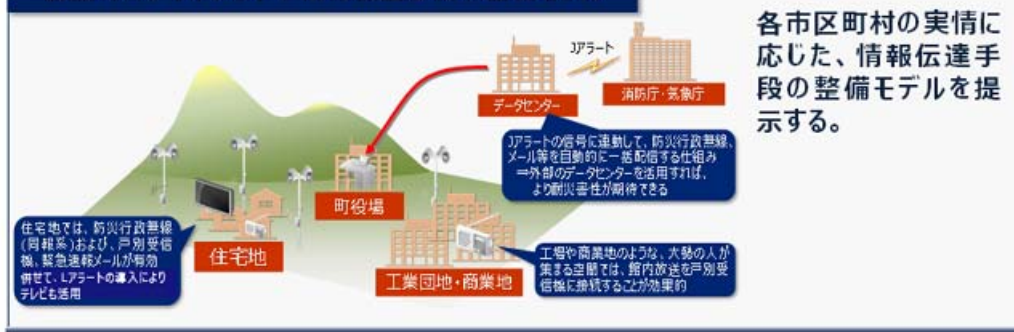 各市区町村の実情に
応じた、情報伝達手
段の整備モデルを提
示する。
Jアラート
データセンター
消防庁・気象庁
Jアラートの信号に連動して、防災行政無線、
メール等を自動的に一括配信する仕組み
⇒外部のデータセンターを活用すれば、
より耐災害性が期待できる
町役場
住宅地では、防災行政無線
(同報系)および、戸別受信
機、緊急速報メールが有効
併せて、Lアラートの導入により
テレビも活用
住宅地
工業団地・商業地
工場や商業地のような、大勢の人が
集まる空間では、館内放送を戸別受
信機に接続することが効果的